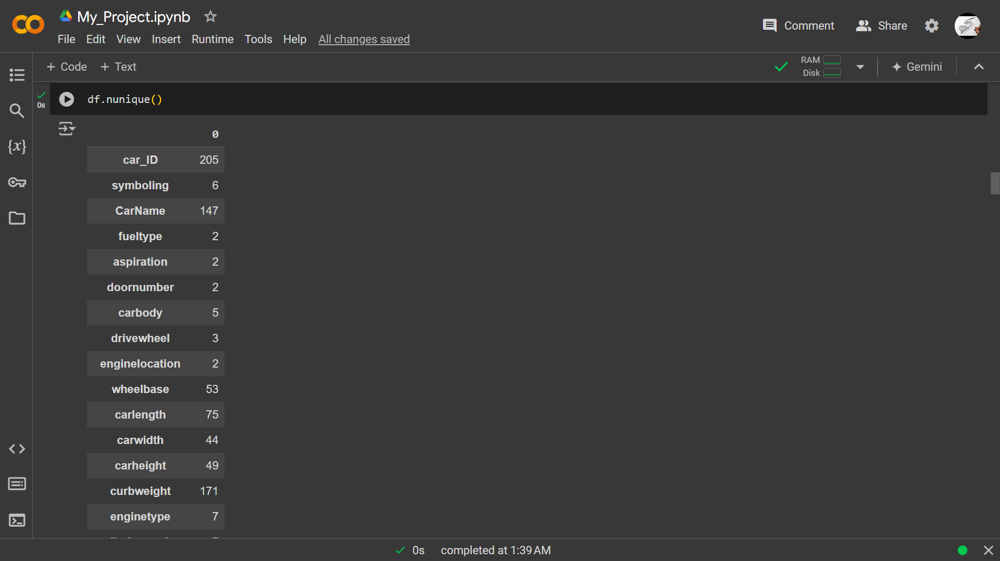 My_Project.ipynb
File Edit View Insert Runtime Tools Help All changes saved
Comment Share
+ Code + Text
RAM
Disk
Gemini
{x}
0s
df.nunique()
0
car_ID 205
symboling 6
CarName 147
fueltype 2
aspiration 2
doornumber 2
carbody 5
drivewheel 3
enginelocation 2
wheelbase 53
carlength 75
carwidth 44
carheight 49
curbweight 171
enginetype 7
0s completed at 1:39 AM